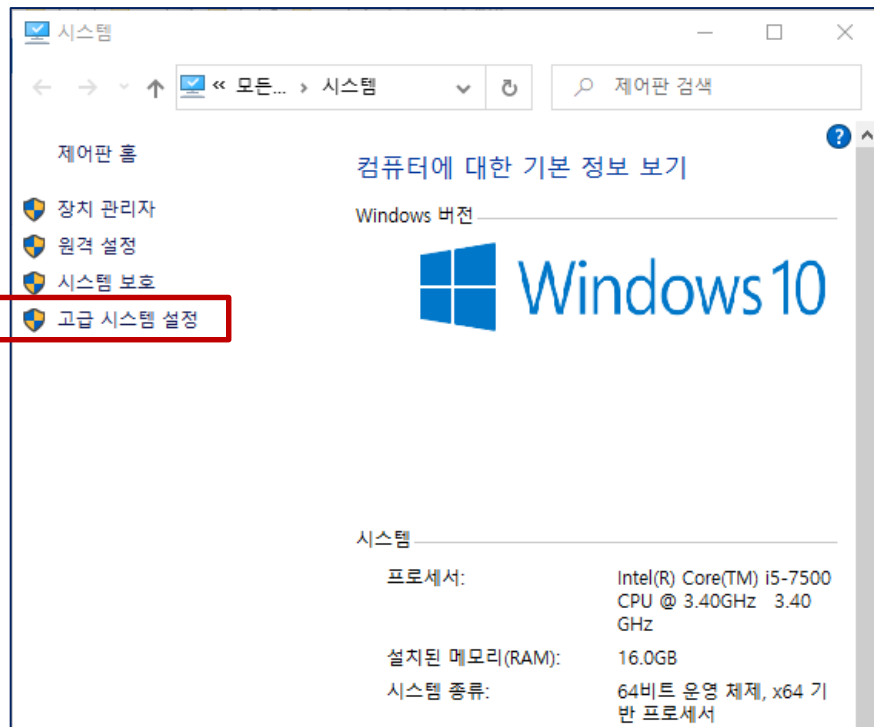 시스템
« 모든... › 시스템
제어판 검색
제어판 홈
장치 관리자
원격 설정
시스템 보호
고급 시스템 설정
컴퓨터에 대한 기본 정보 보기
Windows 버전
Windows 10
시스템
프로세서:
Intel(R) Core(TM) i5-7500
CPU @ 3.40GHz 3.40
GHz
설치된 메모리(RAM):
16.0GB
시스템 종류:
64비트 운영 체제, x64 기
반 프로세서